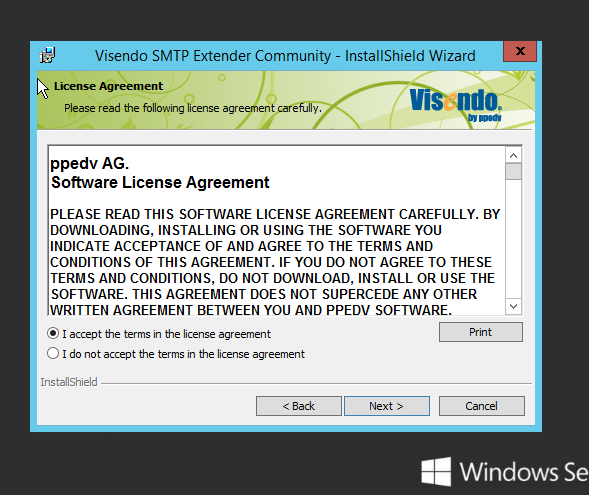 Visendo SMTP Extender Community - InstallShield Wizard
x
License Agreement
Please read the following license agreement carefully.
Visendo.
by ppedv
ppedv AG.
Software License Agreement
PLEASE READ THIS SOFTWARE LICENSE AGREEMENT CAREFULLY. BY
DOWNLOADING, INSTALLING OR USING THE SOFTWARE YOU
INDICATE ACCEPTANCE OF AND AGREE TO THE TERMS AND
CONDITIONS OF THIS AGREEMENT. IF YOU DO NOT AGREE TO THESE
TERMS AND CONDITIONS, DO NOT DOWNLOAD, INSTALL OR USE THE
SOFTWARE. THIS AGREEMENT DOES NOT SUPERCEDE ANY OTHER
WRITTEN AGREEMENT BETWEEN YOU AND PPEDV SOFTWARE.
I accept the terms in the license agreement
Print
I do not accept the terms in the license agreement
InstallShield
< Back
Next >
Cancel
Windows Se